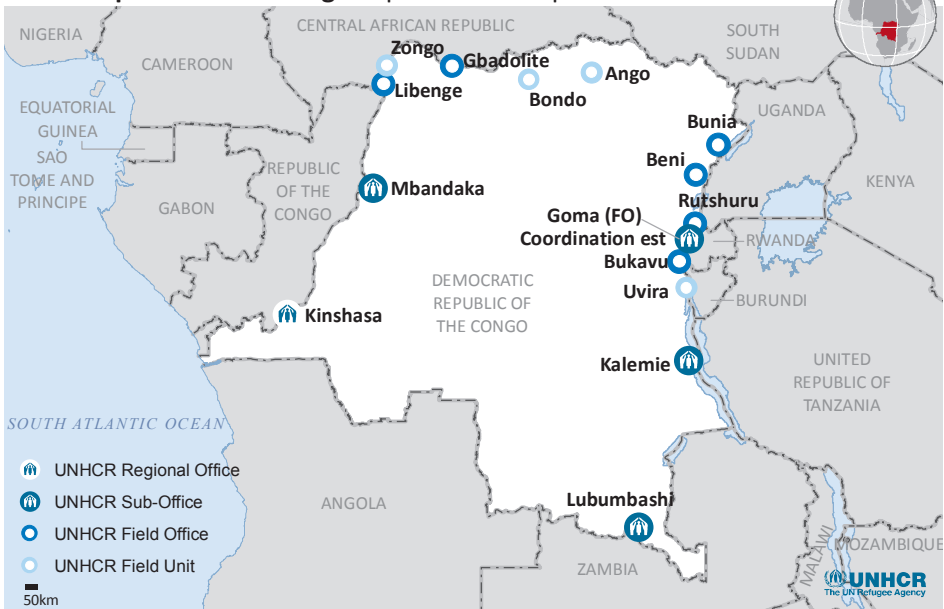 NIGERIA
CENTRAL AFRICAN REPUBLIC
SOUTH
SUDAN
CAMEROON
Zongo
Gbadolite
Libenge
Bondo
Ango
EQUATORIAL
GUINEA
SAO
TOME AND
PRINCIPE
GABON
REPUBLIC
OF THE
CONGO
Mbandaka
Bunia
UGANDA
Beni
KENYA
Rutshuru
Goma (FO)
Coordination est
RWANDA
Bukavu
DEMOCRATIC
REPUBLIC OF
THE CONGO
Uvira
BURUNDI
Kinshasa
Kalemie
UNITED
REPUBLIC OF
TANZANIA
SOUTH ATLANTIC OCEAN
UNHCR Regional Office
UNHCR Sub-Office
UNHCR Field Office
UNHCR Field Unit
50km
ANGOLA
Lubumbashi
ZAMBIA
MALAWI
MOZAMBIQUE
UNHCR
The UN Refugee Agency